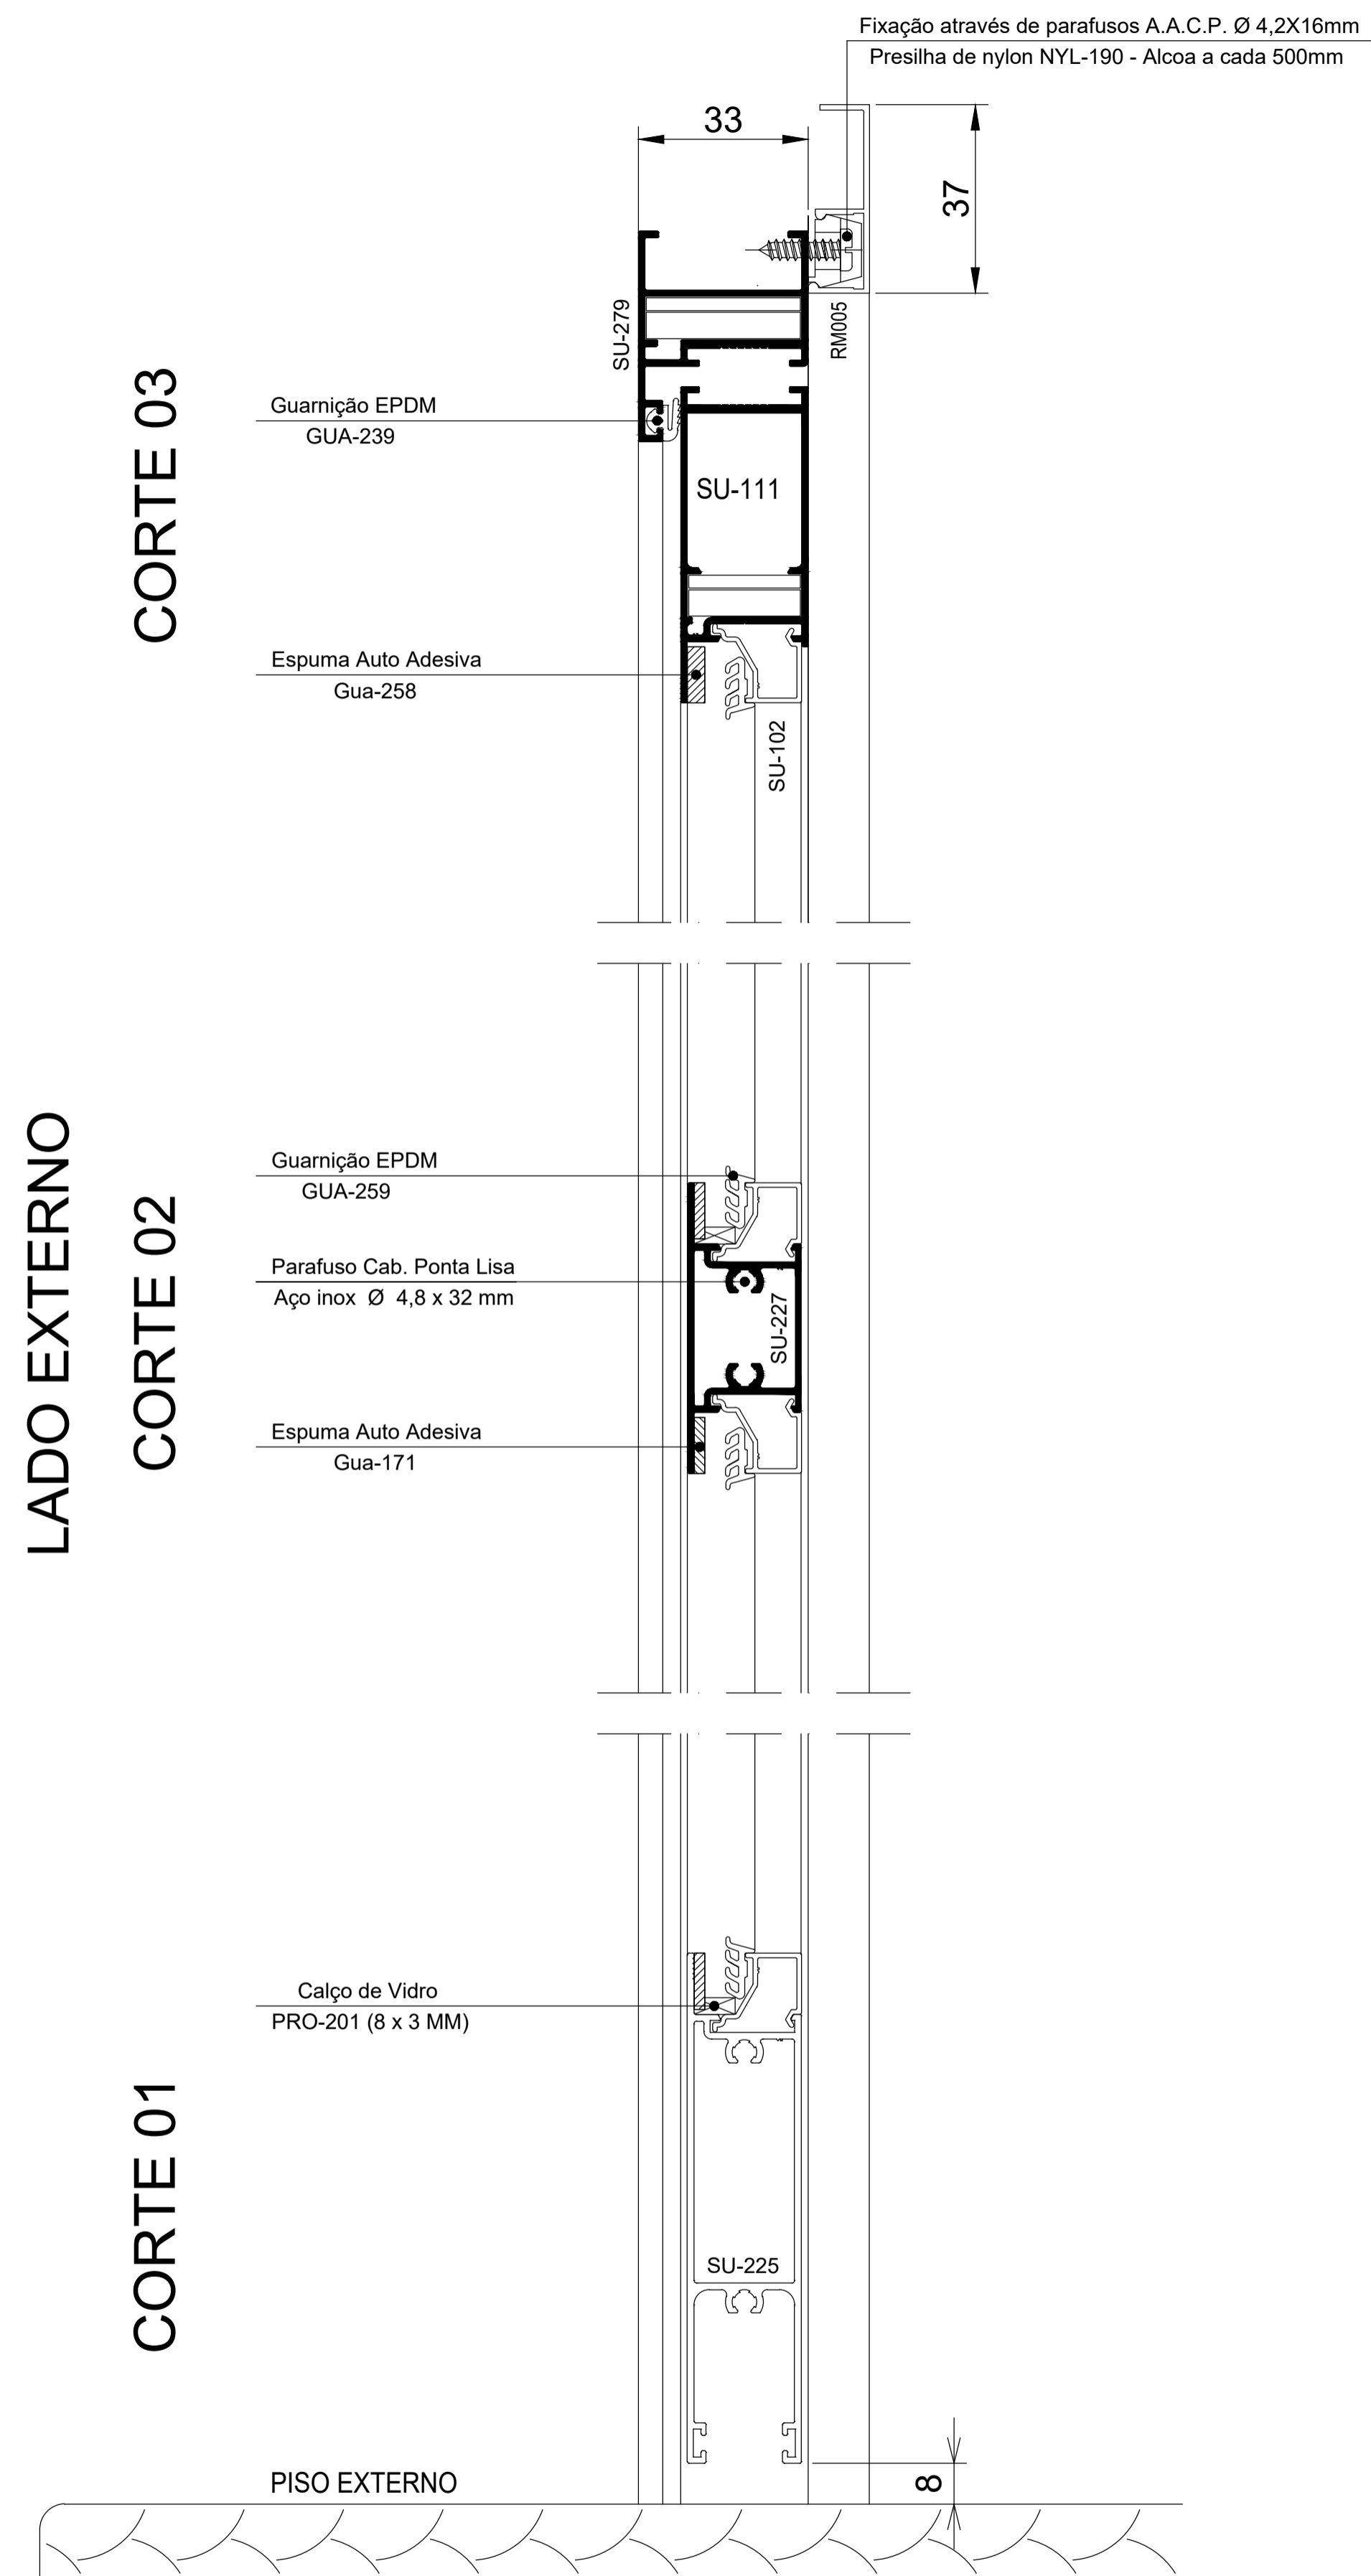 Fixação através de parafusos A.A.C.P. Ø 4,2X16mm
Presilha de nylon NYL-190 - Alcoa a cada 500mm
33
37
SU-279
RM005
CORTE 03
Guarnição EPDM
GUA-239
SU-111
Espuma Auto Adesiva
Gua-258
SU-102
LADO EXTERNO
CORTE 02
Guarnição EPDM
GUA-259
Parafuso Cab. Ponta Lisa
Aço inox Ø 4,8 x 32 mm
SU-227
Espuma Auto Adesiva
Gua-171
CORTE 01
Calço de Vidro
PRO-201 (8 x 3 MM)
SU-225
PISO EXTERNO
8